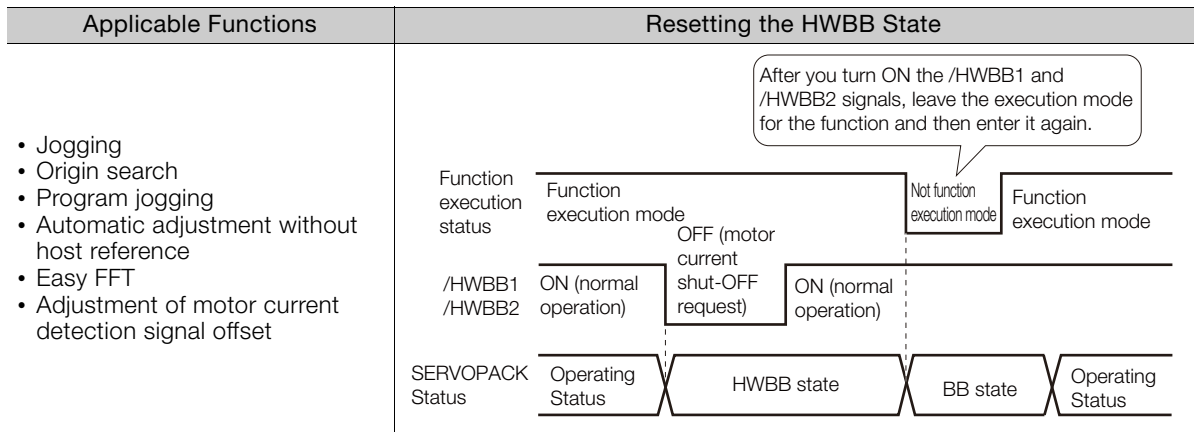 Applicable Functions
Resetting the HWBB State
• Jogging
• Origin search
• Program jogging
• Automatic adjustment without
host reference
• Easy FFT
• Adjustment of motor current
detection signal offset
After you turn ON the /HWBB1 and
/HWBB2 signals, leave the execution mode
for the function and then enter it again.
Function
execution
status
Function
execution mode
Not function
execution mode
Function
execution mode
/HWBB1
/HWBB2
ON (normal
operation)
OFF (motor
current
shut-OFF
request)
ON (normal
operation)
SERVOPACK
Status
Operating
Status
HWBB state
BB state
Operating
Status